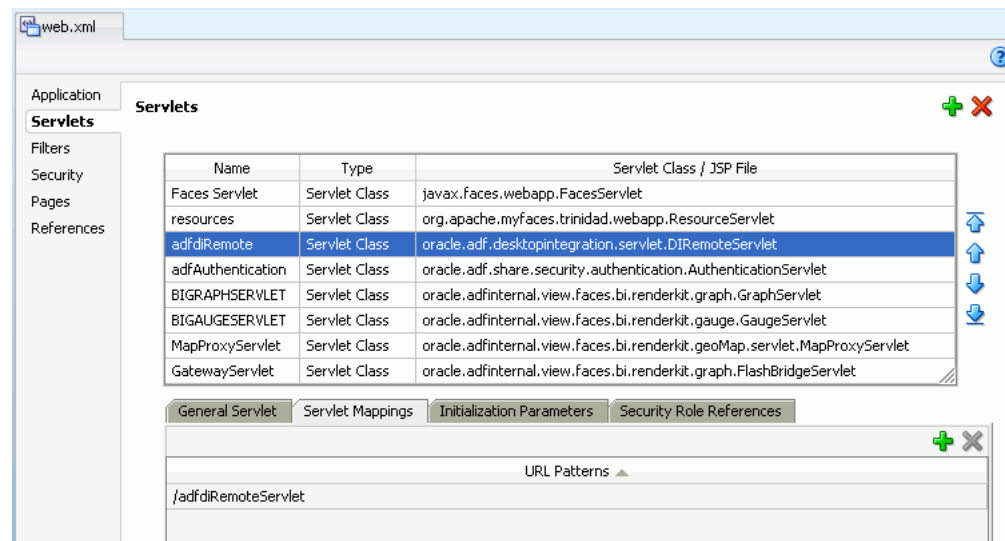 web.xml
Application
Servlets
Filters
Security
Pages
References
Servlets
Name Type Servlet Class / JSP File
Faces Servlet Servlet Class javax.faces.webapp.FacesServlet
resources Servlet Class org.apache.myfaces.trinidad.webapp.ResourceServlet
adfdiRemote Servlet Class oracle.adf.desktopintegration.servlet.DIRemoteServlet
adfAuthentication Servlet Class oracle.adf.share.security.authentication.AuthenticationServlet
BIGRAPHSERVLET Servlet Class oracle.adfinternal.view.faces.bi.renderkit.graph.GraphServlet
BIGAUGESERVLET Servlet Class oracle.adfinternal.view.faces.bi.renderkit.gauge.GaugeServlet
MapProxyServlet Servlet Class oracle.adfinternal.view.faces.bi.renderkit.geoMap.servlet.MapProxyServlet
GatewayServlet Servlet Class oracle.adfinternal.view.faces.bi.renderkit.graph.FlashBridgeServlet
General Servlet Servlet Mappings Initialization Parameters Security Role References
URL Patterns
/adfdiRemoteServlet